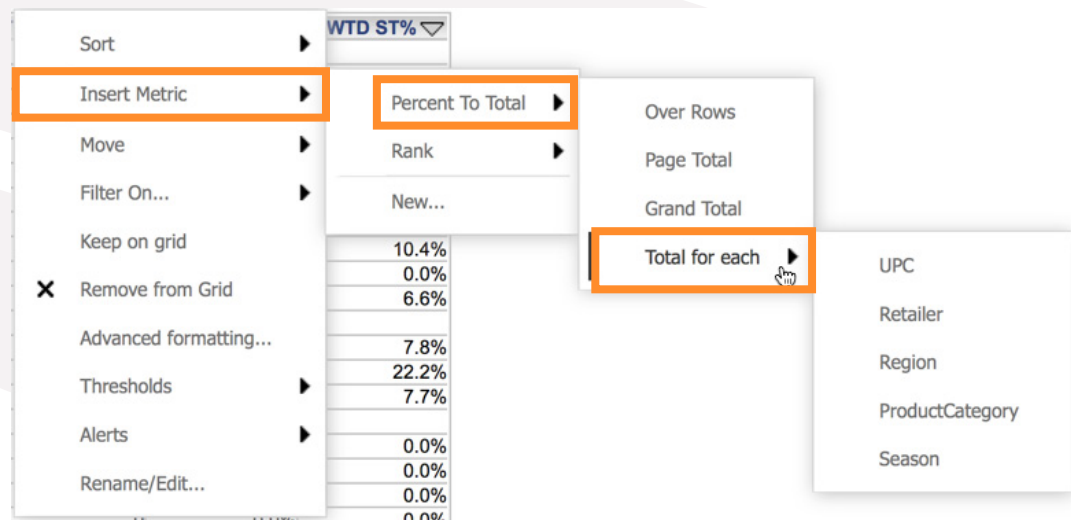 WTD ST%
Sort
Insert Metric
Move
Filter On...
Keep on grid
Remove from Grid
Advanced formatting...
Thresholds
Alerts
Rename/Edit...
Percent To Total
Rank
New...
Over Rows
Page Total
Grand Total
Total for each
UPC
Retailer
Region
ProductCategory
Season
10.4%
0.0%
6.6%
7.8%
22.2%
7.7%
0.0%
0.0%
0.0%
0.0%